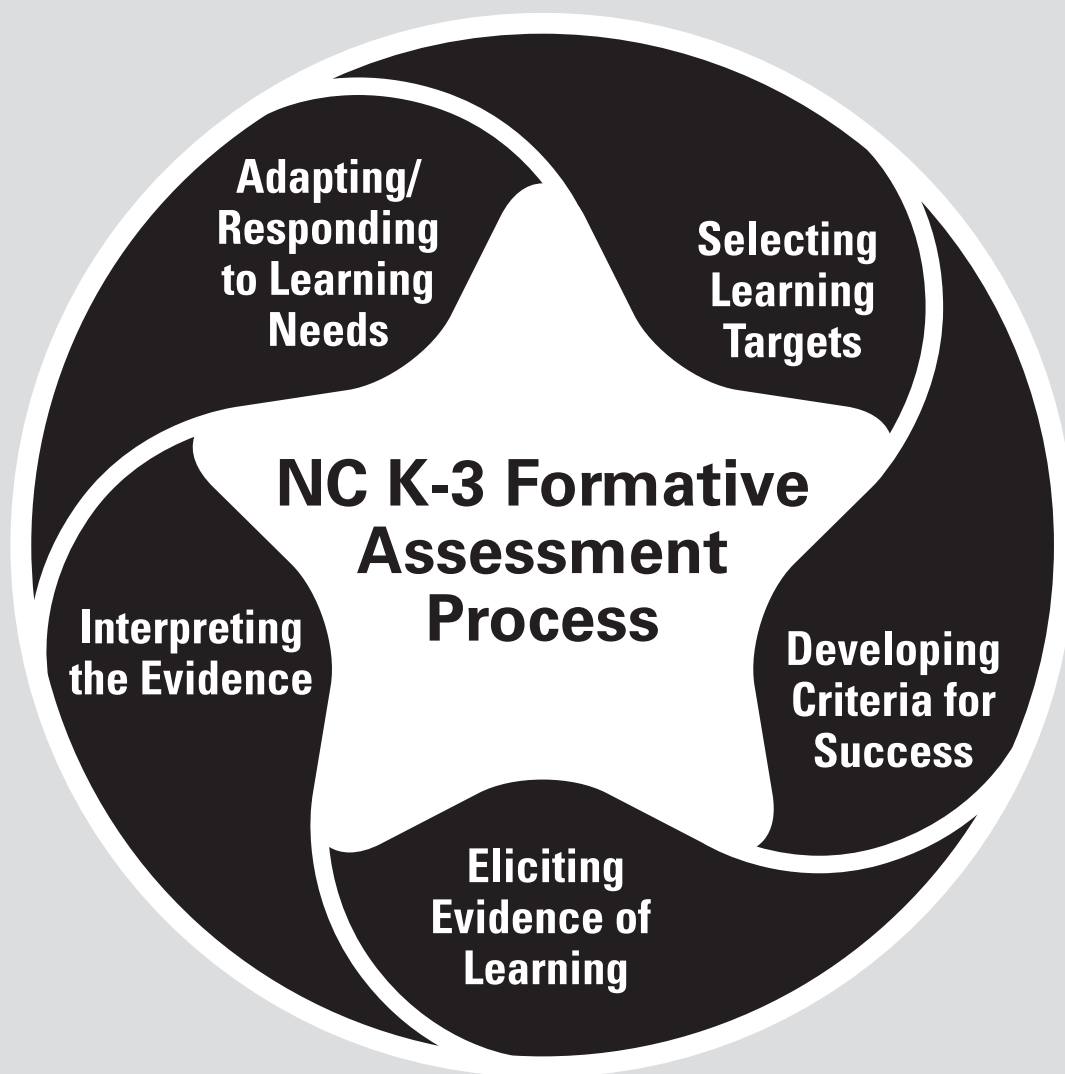 NC K-3 Formative
Assessment
Process
Selecting
Learning
Targets
Developing
Criteria for
Success
Eliciting
Evidence of
Learning
Interpreting
the Evidence
Adapting/
Responding
to Learning
Needs